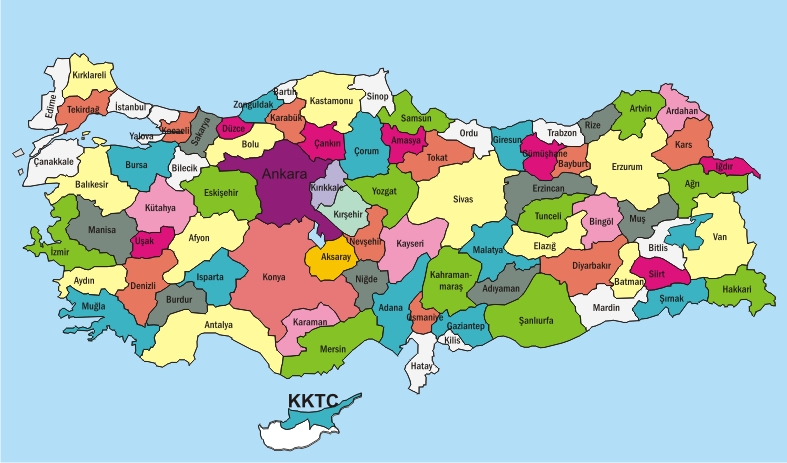 Kırklareli
Edirne
Tekirdağ
İstanbul
Kocaeli
Yalova
Sakarya
Düzce
Zonguldak
Bartın
Karabük
Kastamonu
Sinop
Samsun
Ordu
Giresun
Trabzon
Rize
Artvin
Ardahan
Çanakkale
Bursa
Bilecik
Bolu
Çankırı
Çorum
Amasya
Tokat
Gümüşhane
Bayburt
Erzurum
Kars
Iğdır
Balıkesir
Kütahya
Eskişehir
Ankara
Kırıkkale
Kırşehir
Yozgat
Sivas
Erzincan
Tunceli
Bingöl
Muş
Ağrı
İzmir
Manisa
Uşak
Afyon
Konya
Aksaray
Nevşehir
Kayseri
Malatya
Elazığ
Bitlis
Van
Aydın
Denizli
Isparta
Niğde
Kahraman-
maraş
Adıyaman
Diyarbakır
Batman
Siirt
Hakkari
Muğla
Burdur
Antalya
Karaman
Mersin
Adana
Osmaniye
Gaziantep
Kilis
Hatay
Şanlıurfa
Mardin
Şırnak
KKTC